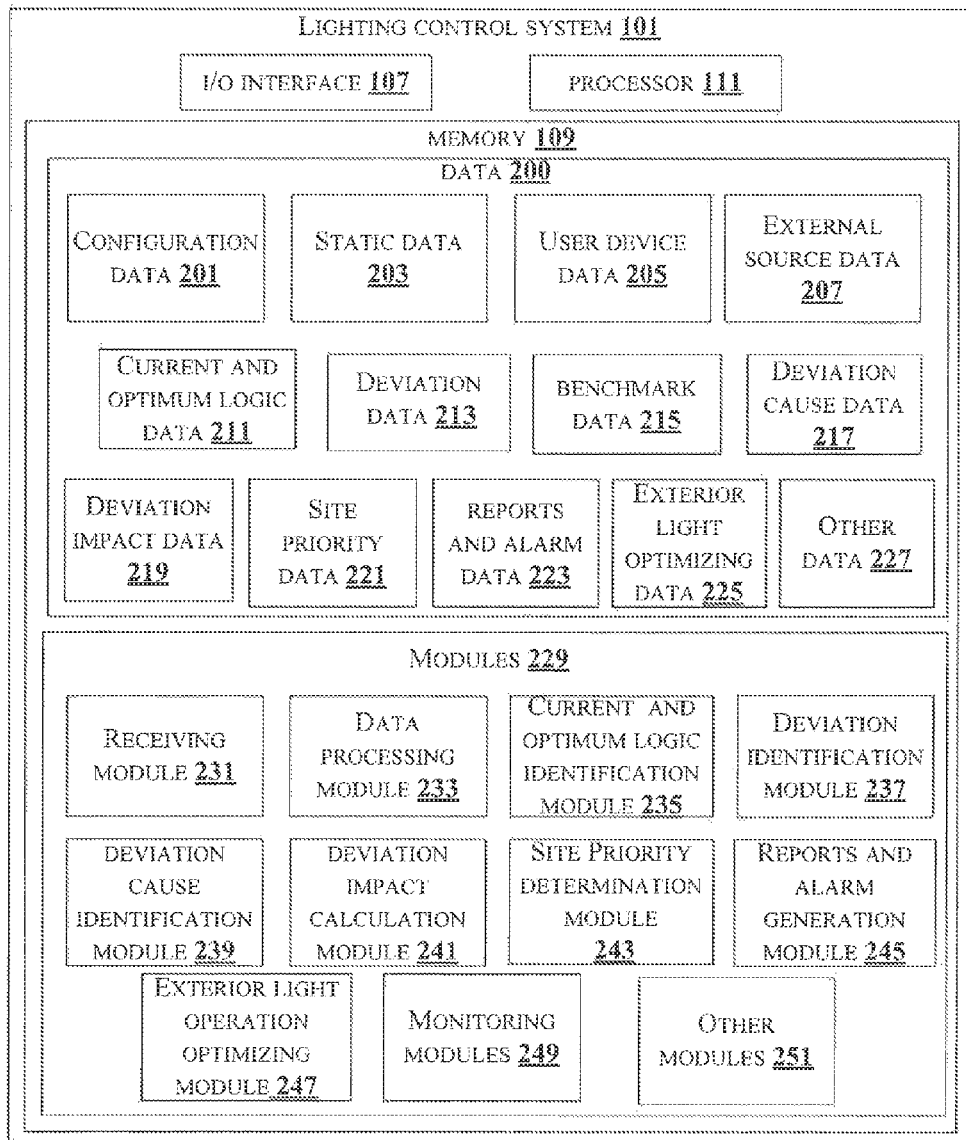 LIGHTING CONTROL SYSTEM 101
I/O INTERFACE 107
PROCESSOR 111
MEMORY 109
DATA 200
CONFIGURATION
DATA 201
STATIC DATA
203
USER DEVICE
DATA 205
EXTERNAL
SOURCE DATA
207
CURRENT AND
OPTIMUM LOGIC
DATA 211
DEVIATION
DATA 213
BENCHMARK
DATA 215
DEVIATION
CAUSE DATA
217
DEVIATION
IMPACT DATA
219
SITE
PRIORITY
DATA 221
REPORTS
AND ALARM
DATA 223
EXTERIOR
LIGHT
OPTIMIZING
DATA 225
OTHER
DATA 227
MODULES 229
RECEIVING
MODULE 231
DATA
PROCESSING
MODULE 233
CURRENT AND
OPTIMUM LOGIC
IDENTIFICATION
MODULE 235
DEVIATION
IDENTIFICATION
MODULE 237
DEVIATION
CAUSE
IDENTIFICATION
MODULE 239
DEVIATION
IMPACT
CALCULATION
MODULE 241
SITE PRIORITY
DETERMINATION
MODULE
243
REPORTS AND
ALARM
GENERATION
MODULE 245
EXTERIOR LIGHT
OPERATION
OPTIMIZING
MODULE 247
MONITORING
MODULES 249
OTHER
MODULES 251